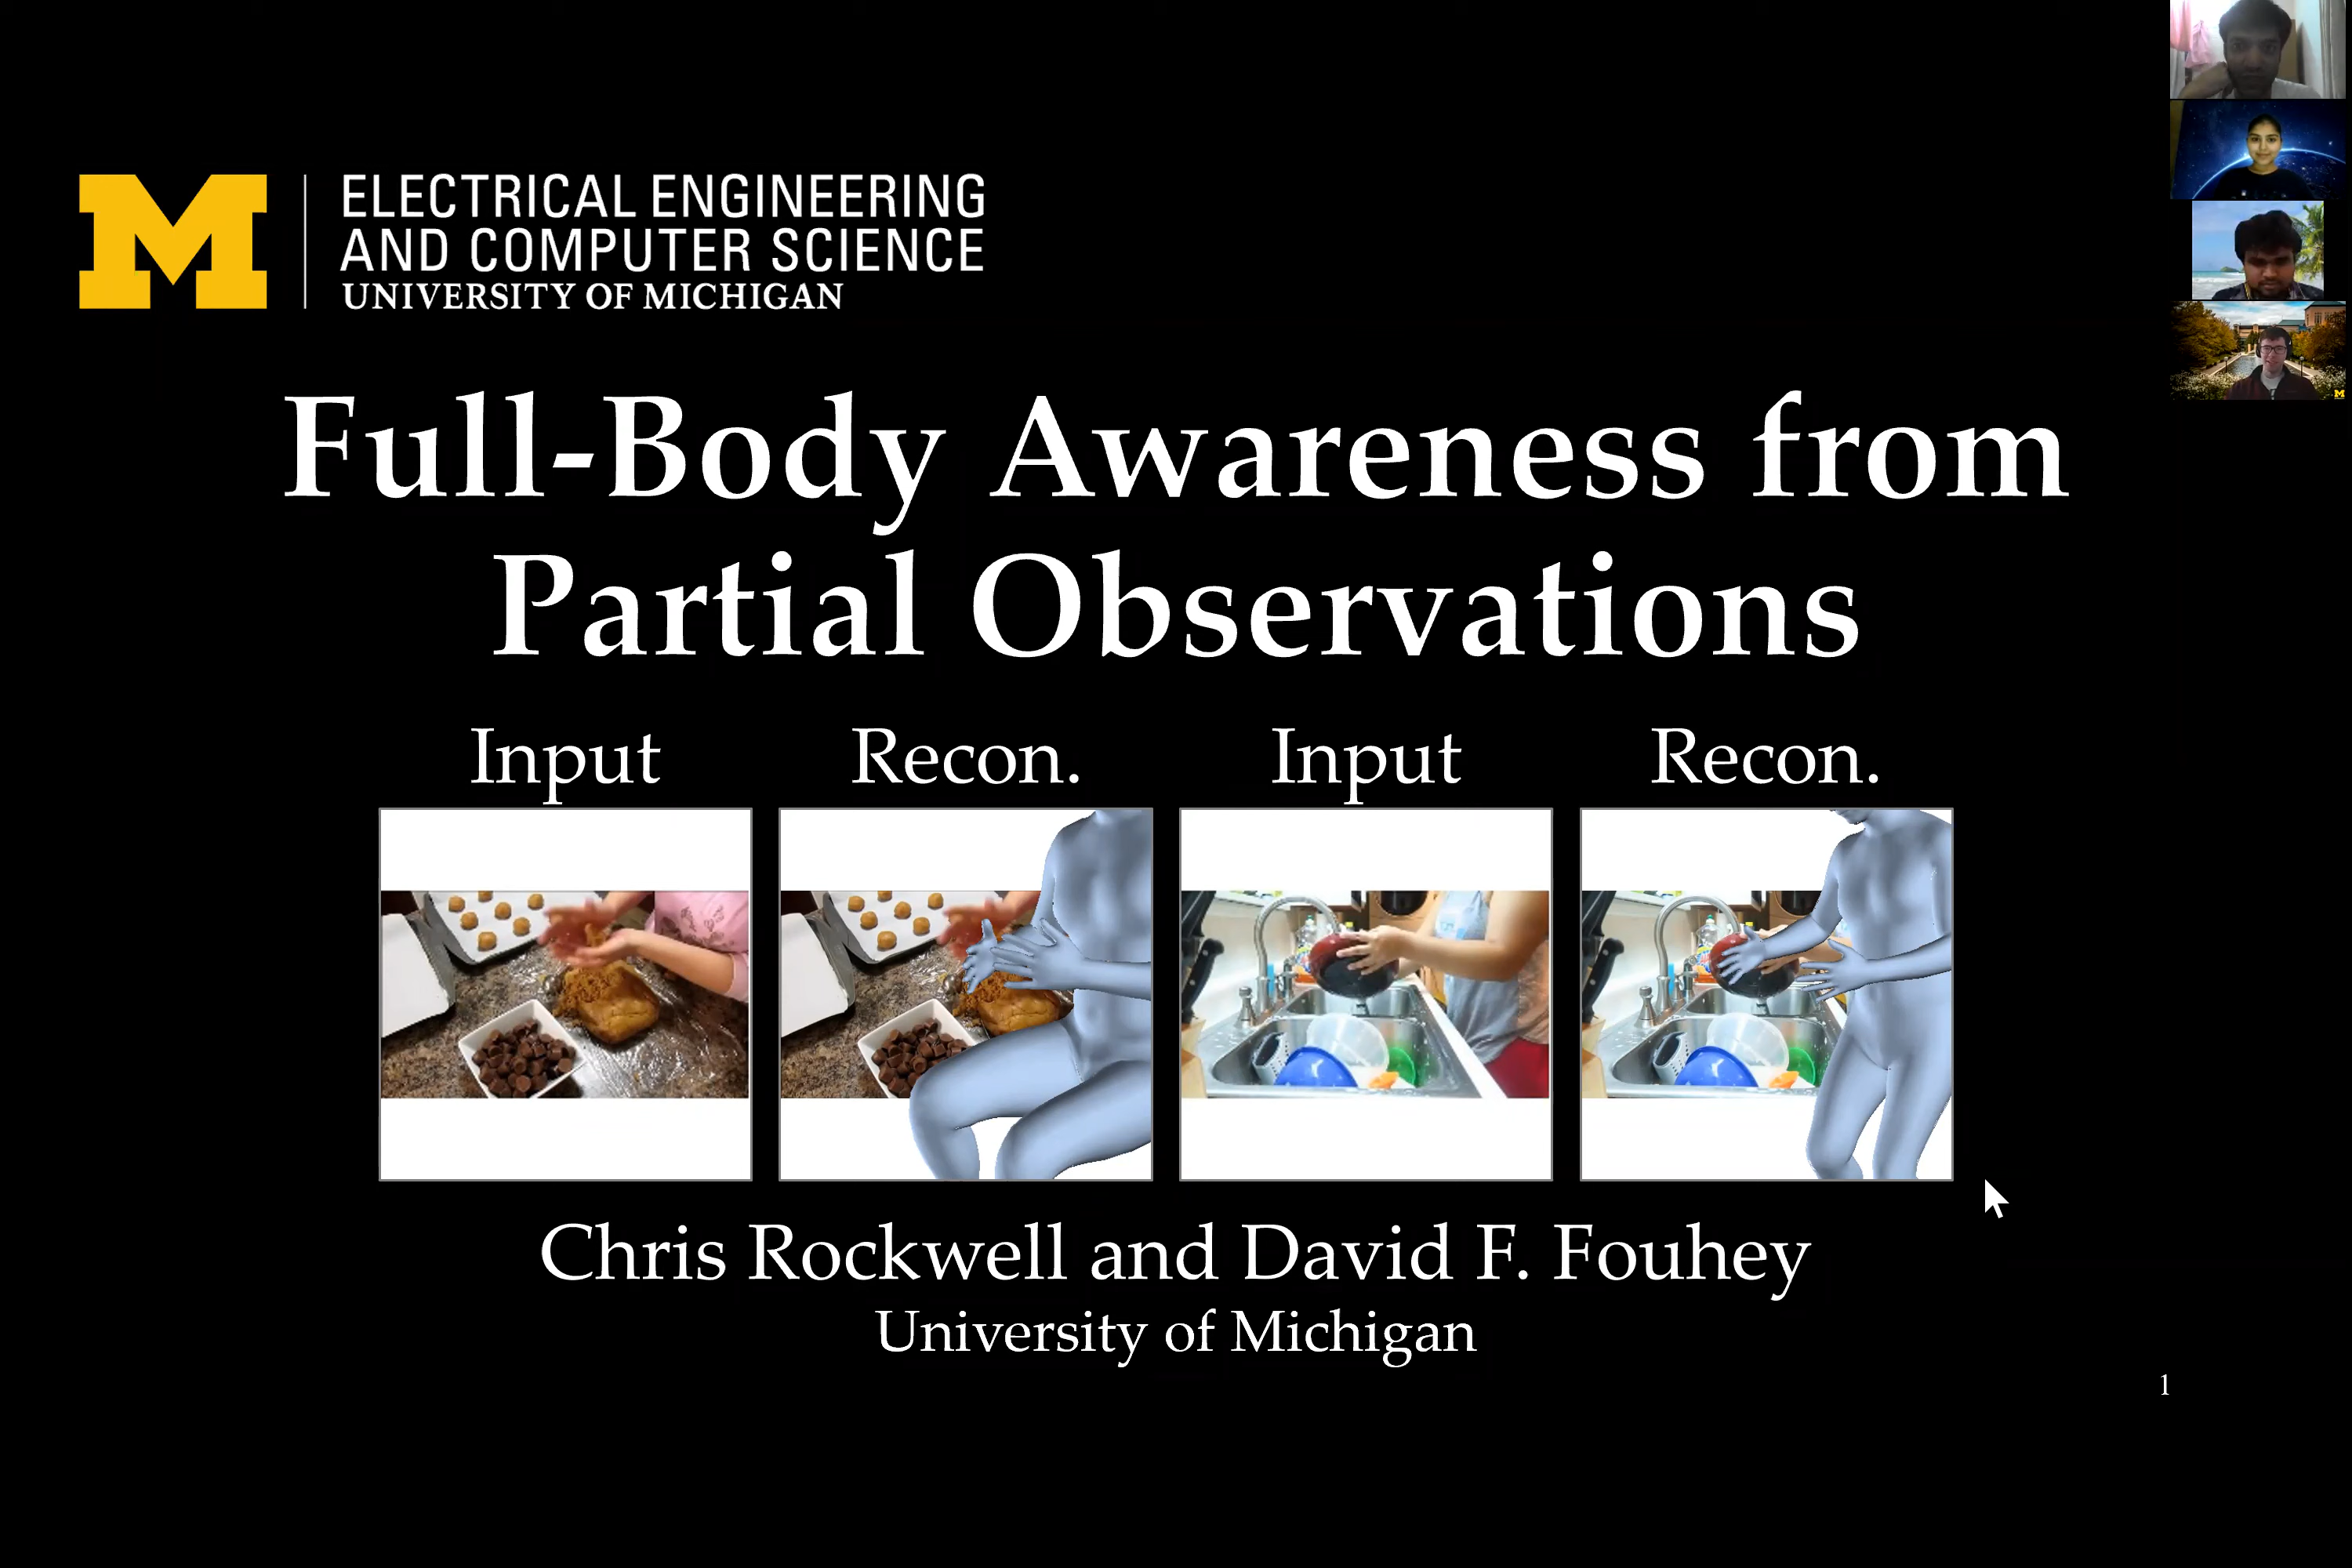 ELECTRICAL ENGINEERING
AND COMPUTER SCIENCE
UNIVERSITY OF MICHIGAN
Full-Body Awareness from
Partial Observations
Input Recon. Input Recon.
Chris Rockwell and David F. Fouhey
University of Michigan
1